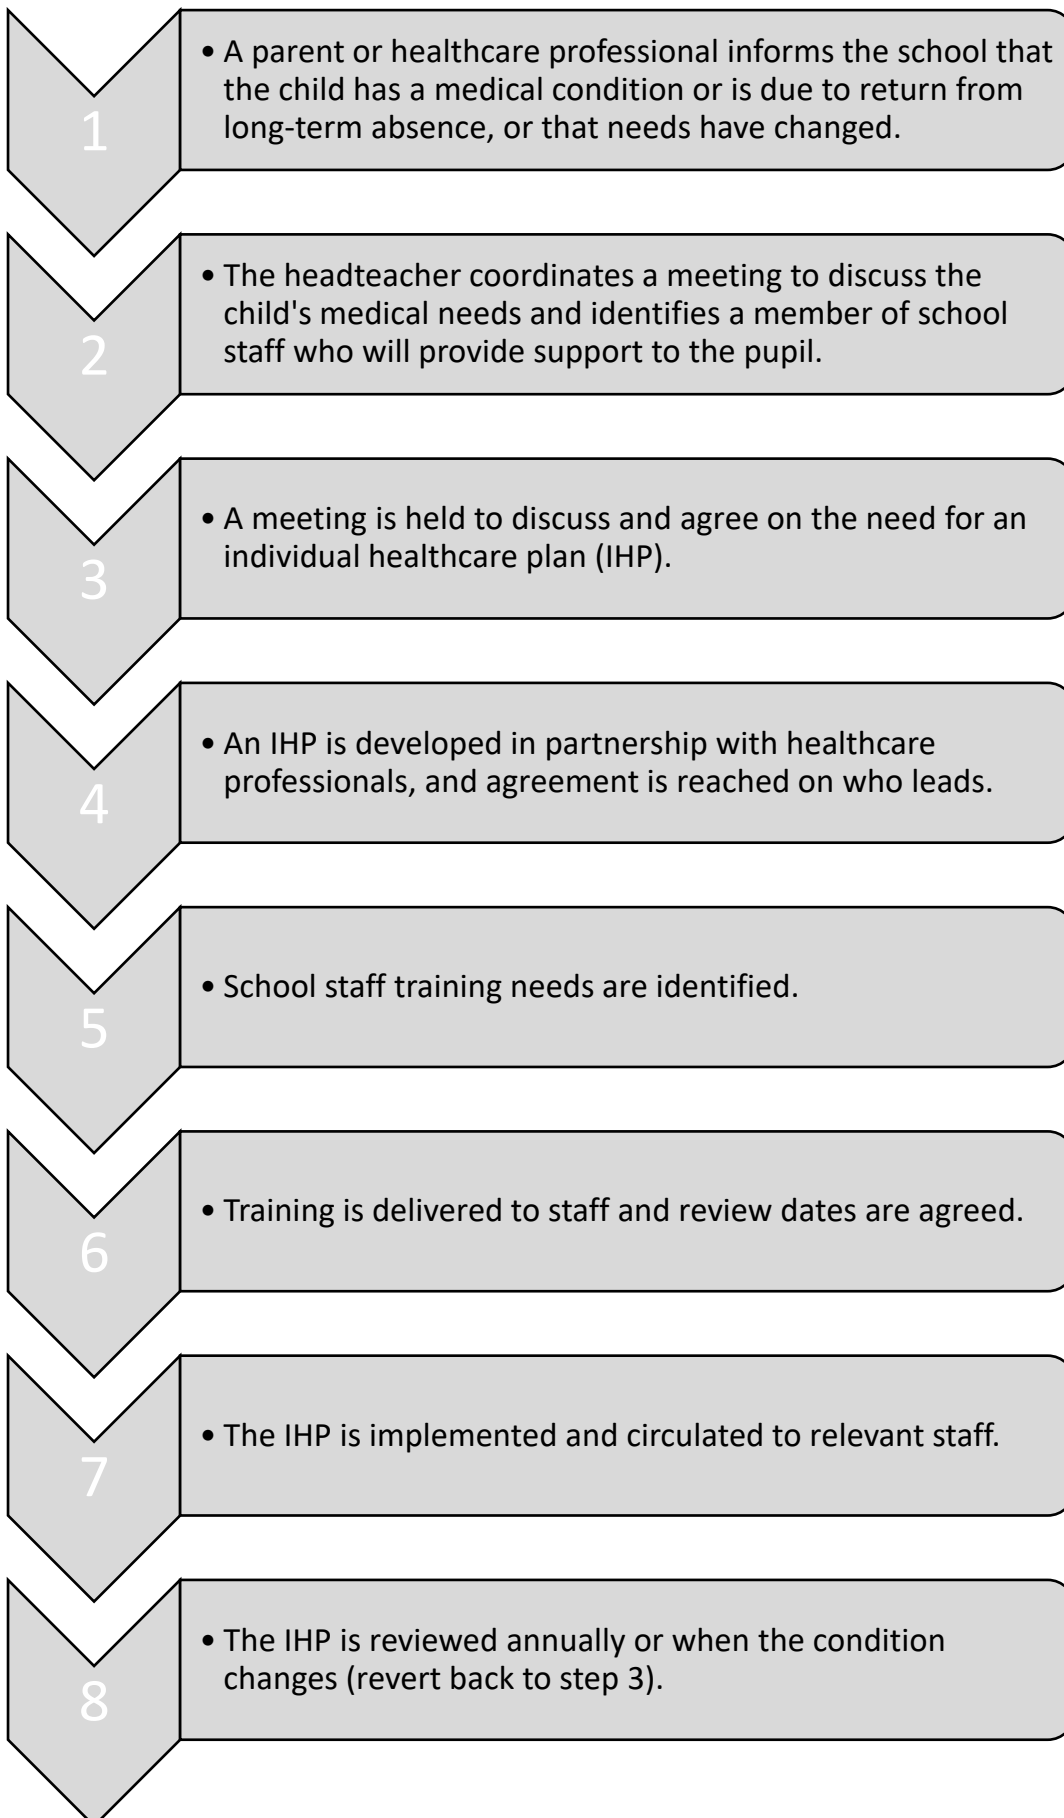 1
• A parent or healthcare professional informs the school that
the child has a medical condition or is due to return from
long-term absence, or that needs have changed.
2
• The headteacher coordinates a meeting to discuss the
child's medical needs and identifies a member of school
staff who will provide support to the pupil.
3
• A meeting is held to discuss and agree on the need for an
individual healthcare plan (IHP).
4
• An IHP is developed in partnership with healthcare
professionals, and agreement is reached on who leads.
5
• School staff training needs are identified.
6
• Training is delivered to staff and review dates are agreed.
7
• The IHP is implemented and circulated to relevant staff.
8
• The IHP is reviewed annually or when the condition
changes (revert back to step 3).